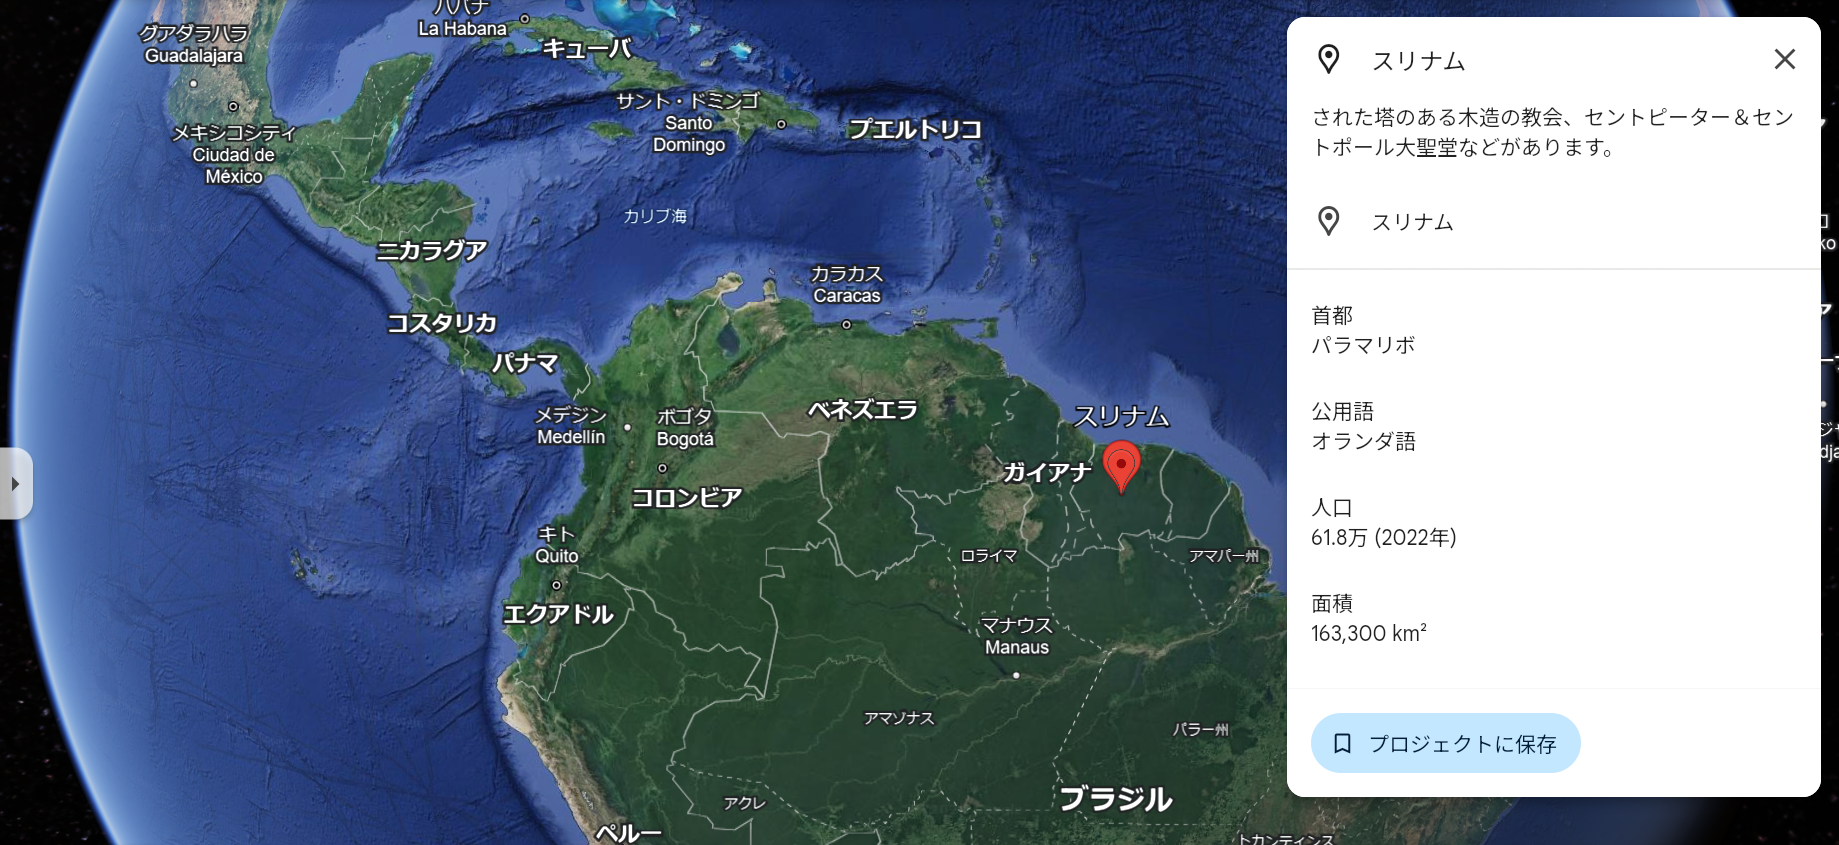 ハバナ
La Habana
グアダラハラ
Guadalajara
キューバ
サント・ドミンゴ
Santo
Domingo
プエルトリコ
メキシコシティ
Ciudad de
México
カリブ海
ニカラグア
カラカス
Caracas
コスタリカ
パナマ
メデジン
Medellín
ボゴタ
Bogotá
ベネズエラ
スリナム
ガイアナ
コロンビア
キト
Quito
ロライマ
アマパー州
エクアドル
マナウス
Manaus
アマゾナス
パラー州
アクレ
ブラジル
ペルー
トカンティンス
スリナム
された塔のある木造の教会、セントピーター＆セン
トポール大聖堂などがあります。
スリナム
首都
パラマリボ
公用語
オランダ語
人口
61.8万 (2022年)
面積
163,300 km²
プロジェクトに保存